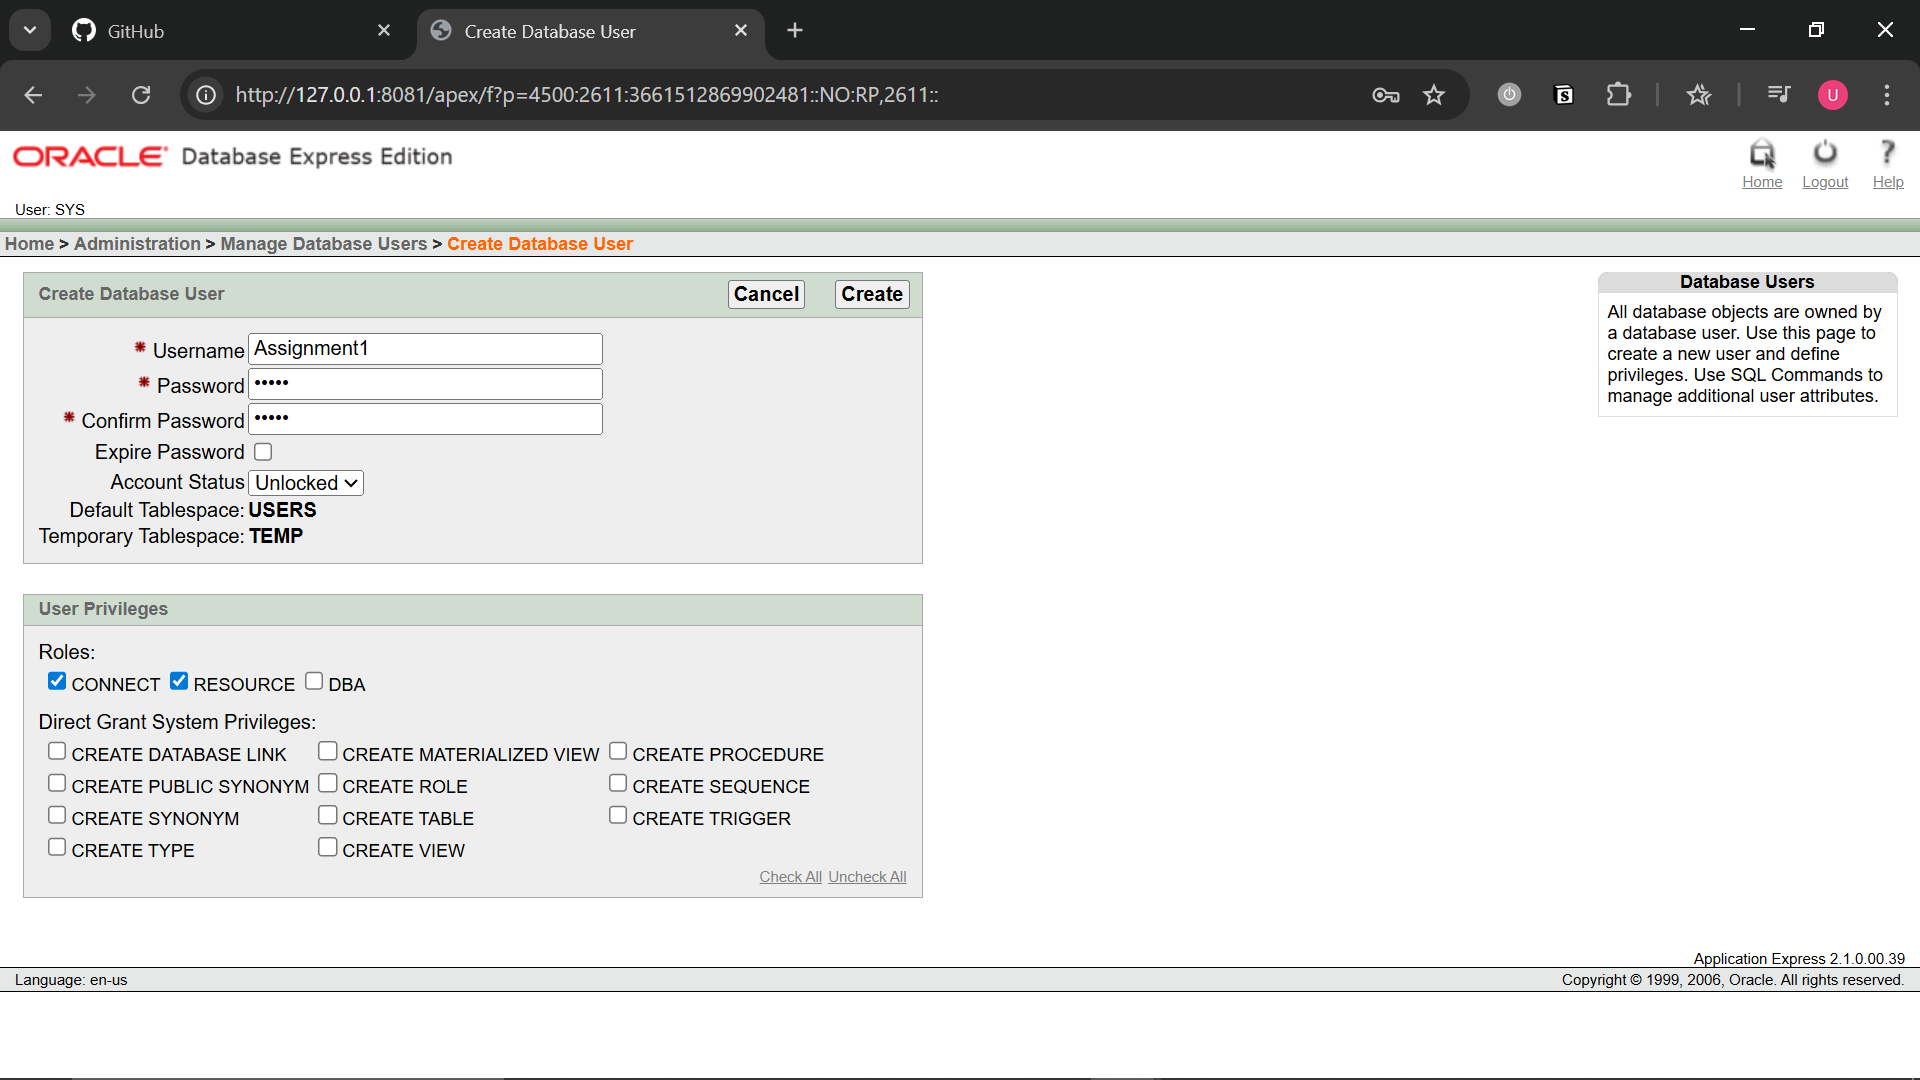 GitHub
Create Database User
http://127.0.0.1:8081/apex/f?p=4500:2611:3661512869902481::NO:RP,2611::
U
ORACLE Database Express Edition
Home Logout Help
User: SYS
Home > Administration > Manage Database Users > Create Database User
Create Database User
Cancel
Create
Username Assignment1
Password •••••
Confirm Password •••••
Expire Password
Account Status Unlocked
Default Tablespace: USERS
Temporary Tablespace: TEMP
User Privileges
Roles:
CONNECT RESOURCE DBA
Direct Grant System Privileges:
CREATE DATABASE LINK CREATE MATERIALIZED VIEW CREATE PROCEDURE
CREATE PUBLIC SYNONYM CREATE ROLE CREATE SEQUENCE
CREATE SYNONYM CREATE TABLE CREATE TRIGGER
CREATE TYPE CREATE VIEW
Check All Uncheck All
Database Users
All database objects are owned by
a database user. Use this page to
create a new user and define
privileges. Use SQL Commands to
manage additional user attributes.
Application Express 2.1.0.00.39
Language: en-us
Copyright © 1999, 2006, Oracle. All rights reserved.